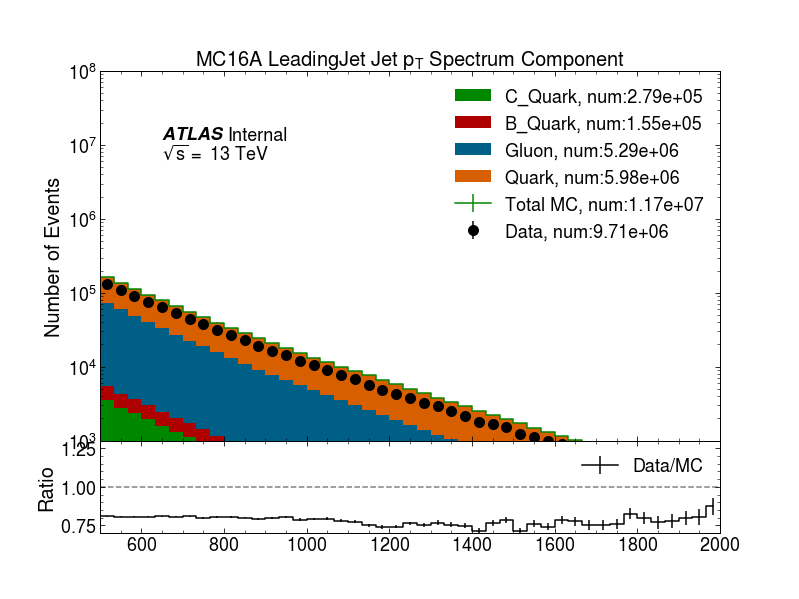 MC16A LeadingJet Jet p_T Spectrum Component
10^8
10^7
10^6
10^5
10^4
10^3
Number of Events
ATLAS Internal
√s = 13 TeV
C_Quark, num:2.79e+05
B_Quark, num:1.55e+05
Gluon, num:5.29e+06
Quark, num:5.98e+06
Total MC, num:1.17e+07
Data, num:9.71e+06
1.25
1.00
0.75
Ratio
Data/MC
600 800 1000 1200 1400 1600 1800 2000